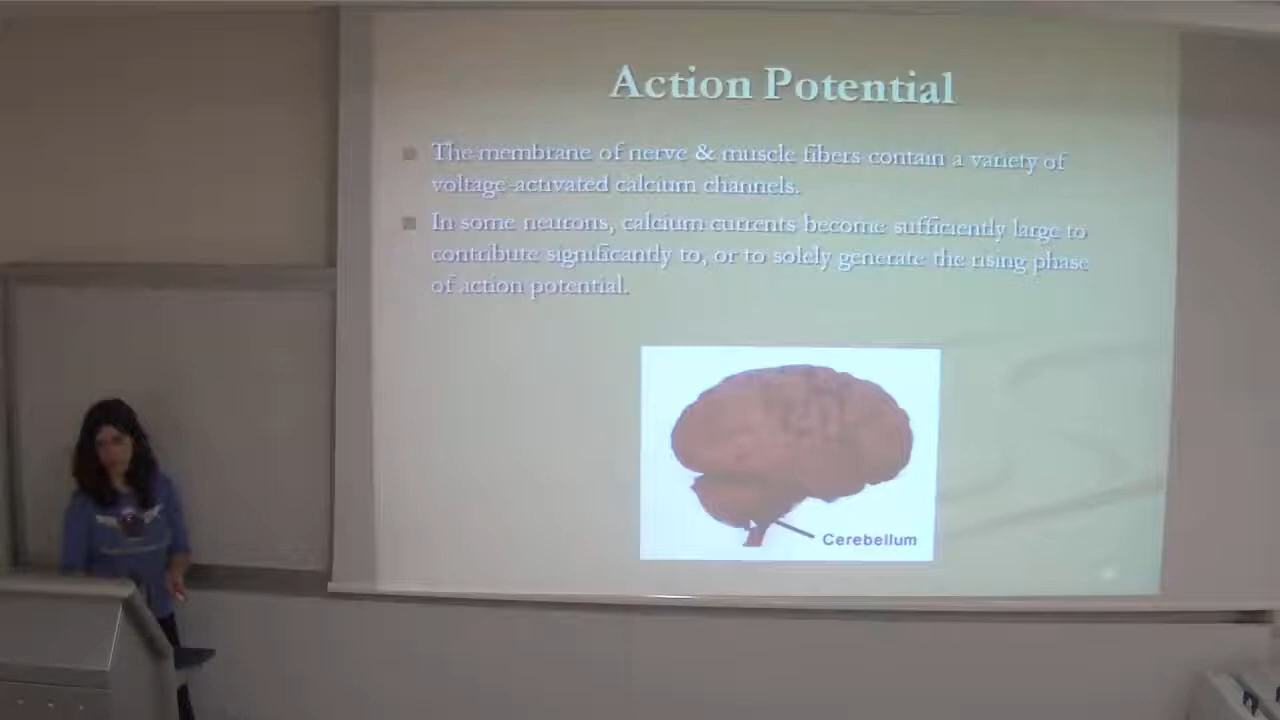 Action Potential
The membrane of nerve & muscle fibers contain a variety of
voltage-activated calcium channels.
In some neurons, calcium currents become sufficiently large to
contribute significantly to, or to solely generate the rising phase
of action potential.
Cerebellum